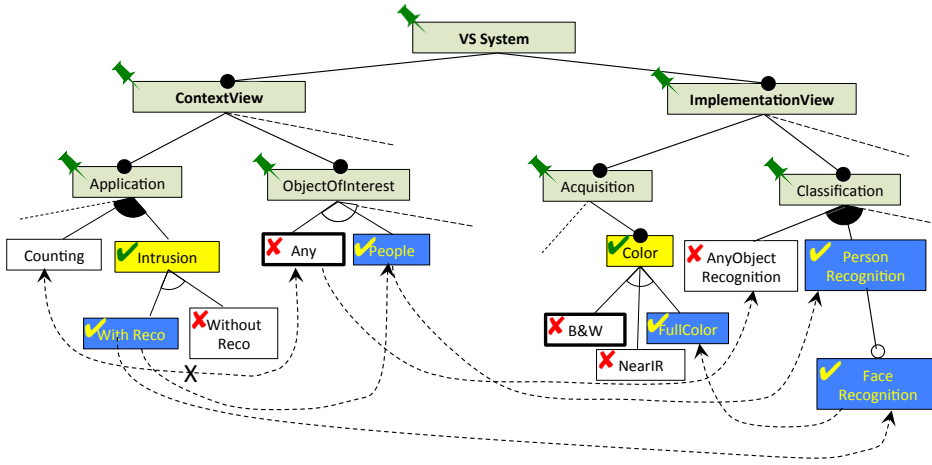 VS System
ContextView
ImplementationView
Application
ObjectOfInterest
Acquisition
Classification
Counting
Intrusion
Any
People
Color
AnyObject
Recognition
Person
Recognition
With Reco
Without
Reco
B&W
FullColor
NearIR
X
Face
Recognition